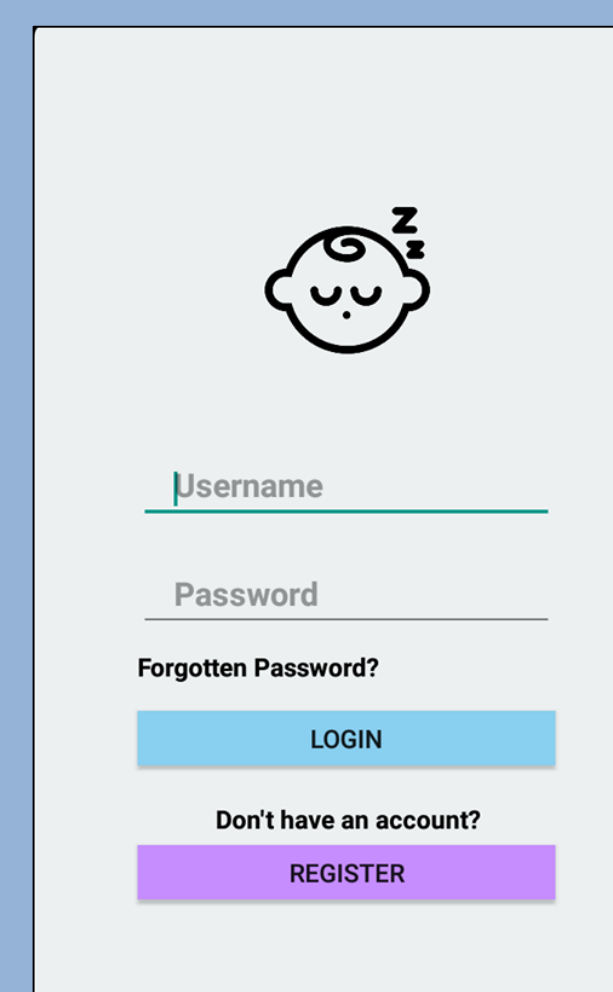 Z
z
Username
Password
Forgotten Password?
LOGIN
Don't have an account?
REGISTER